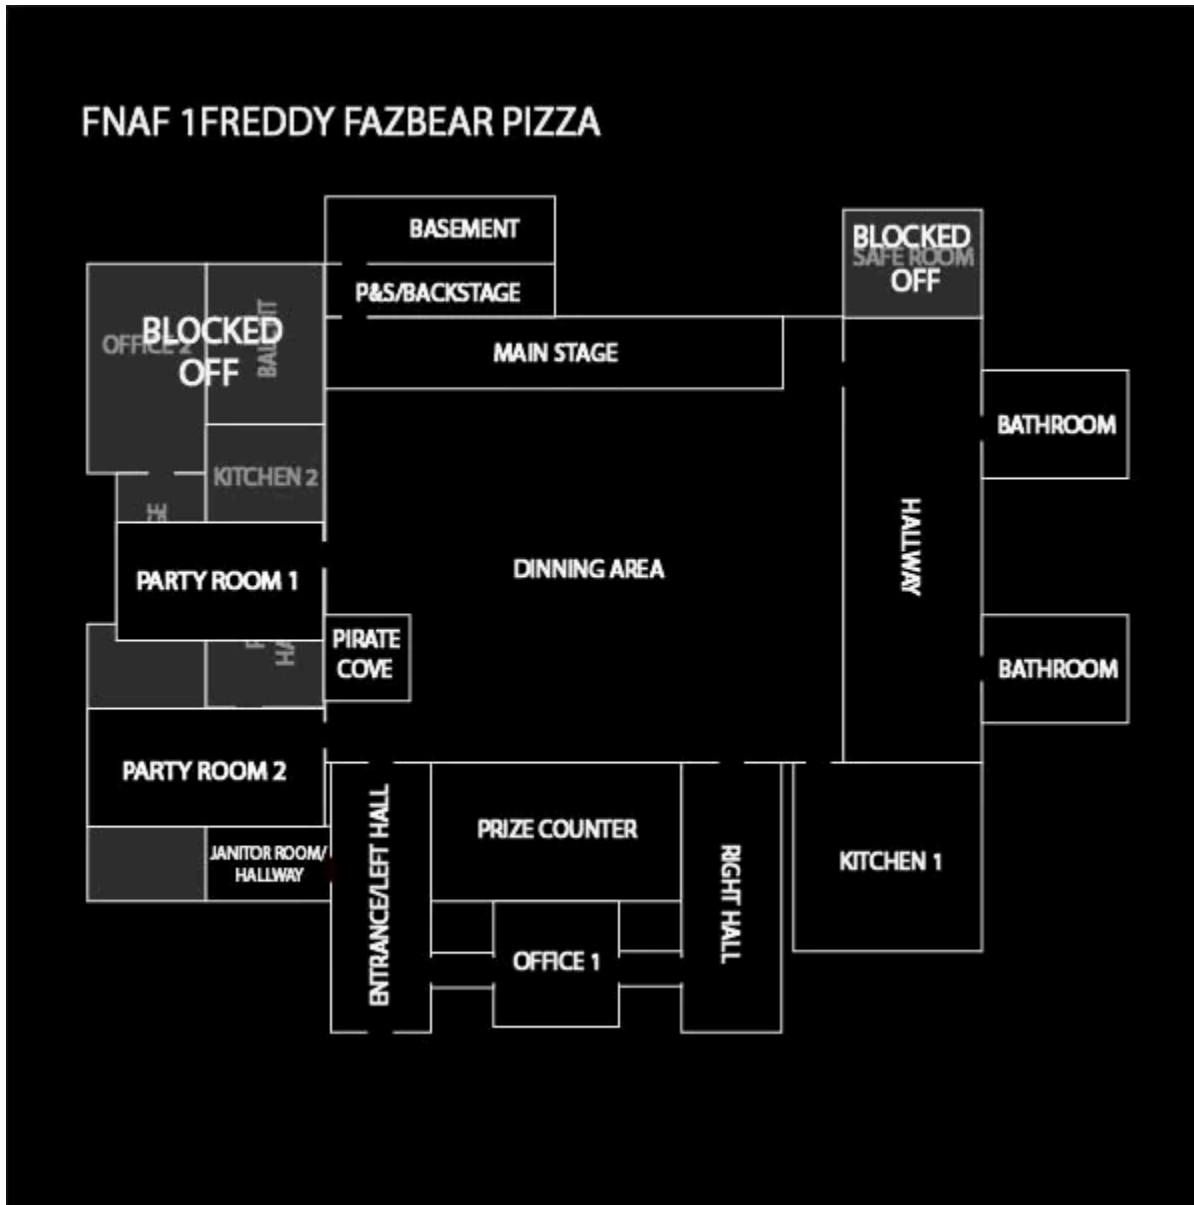 FNAF 1FREDDY FAZBEAR PIZZA
BASEMENT
P&S/BACKSTAGE
MAIN STAGE
BLOCKED
SAFE ROOM
OFF
OFFICE 2
BLOCKED
OFF
KITCHEN 2
BATHROOM
HALLWAY
PARTY ROOM 1
DINNING AREA
PIRATE
COVE
BATHROOM
PARTY ROOM 2
ENTRANCE/LEFT HALL
PRIZE COUNTER
RIGHT HALL
KITCHEN 1
JANITOR ROOM/
HALLWAY
OFFICE 1